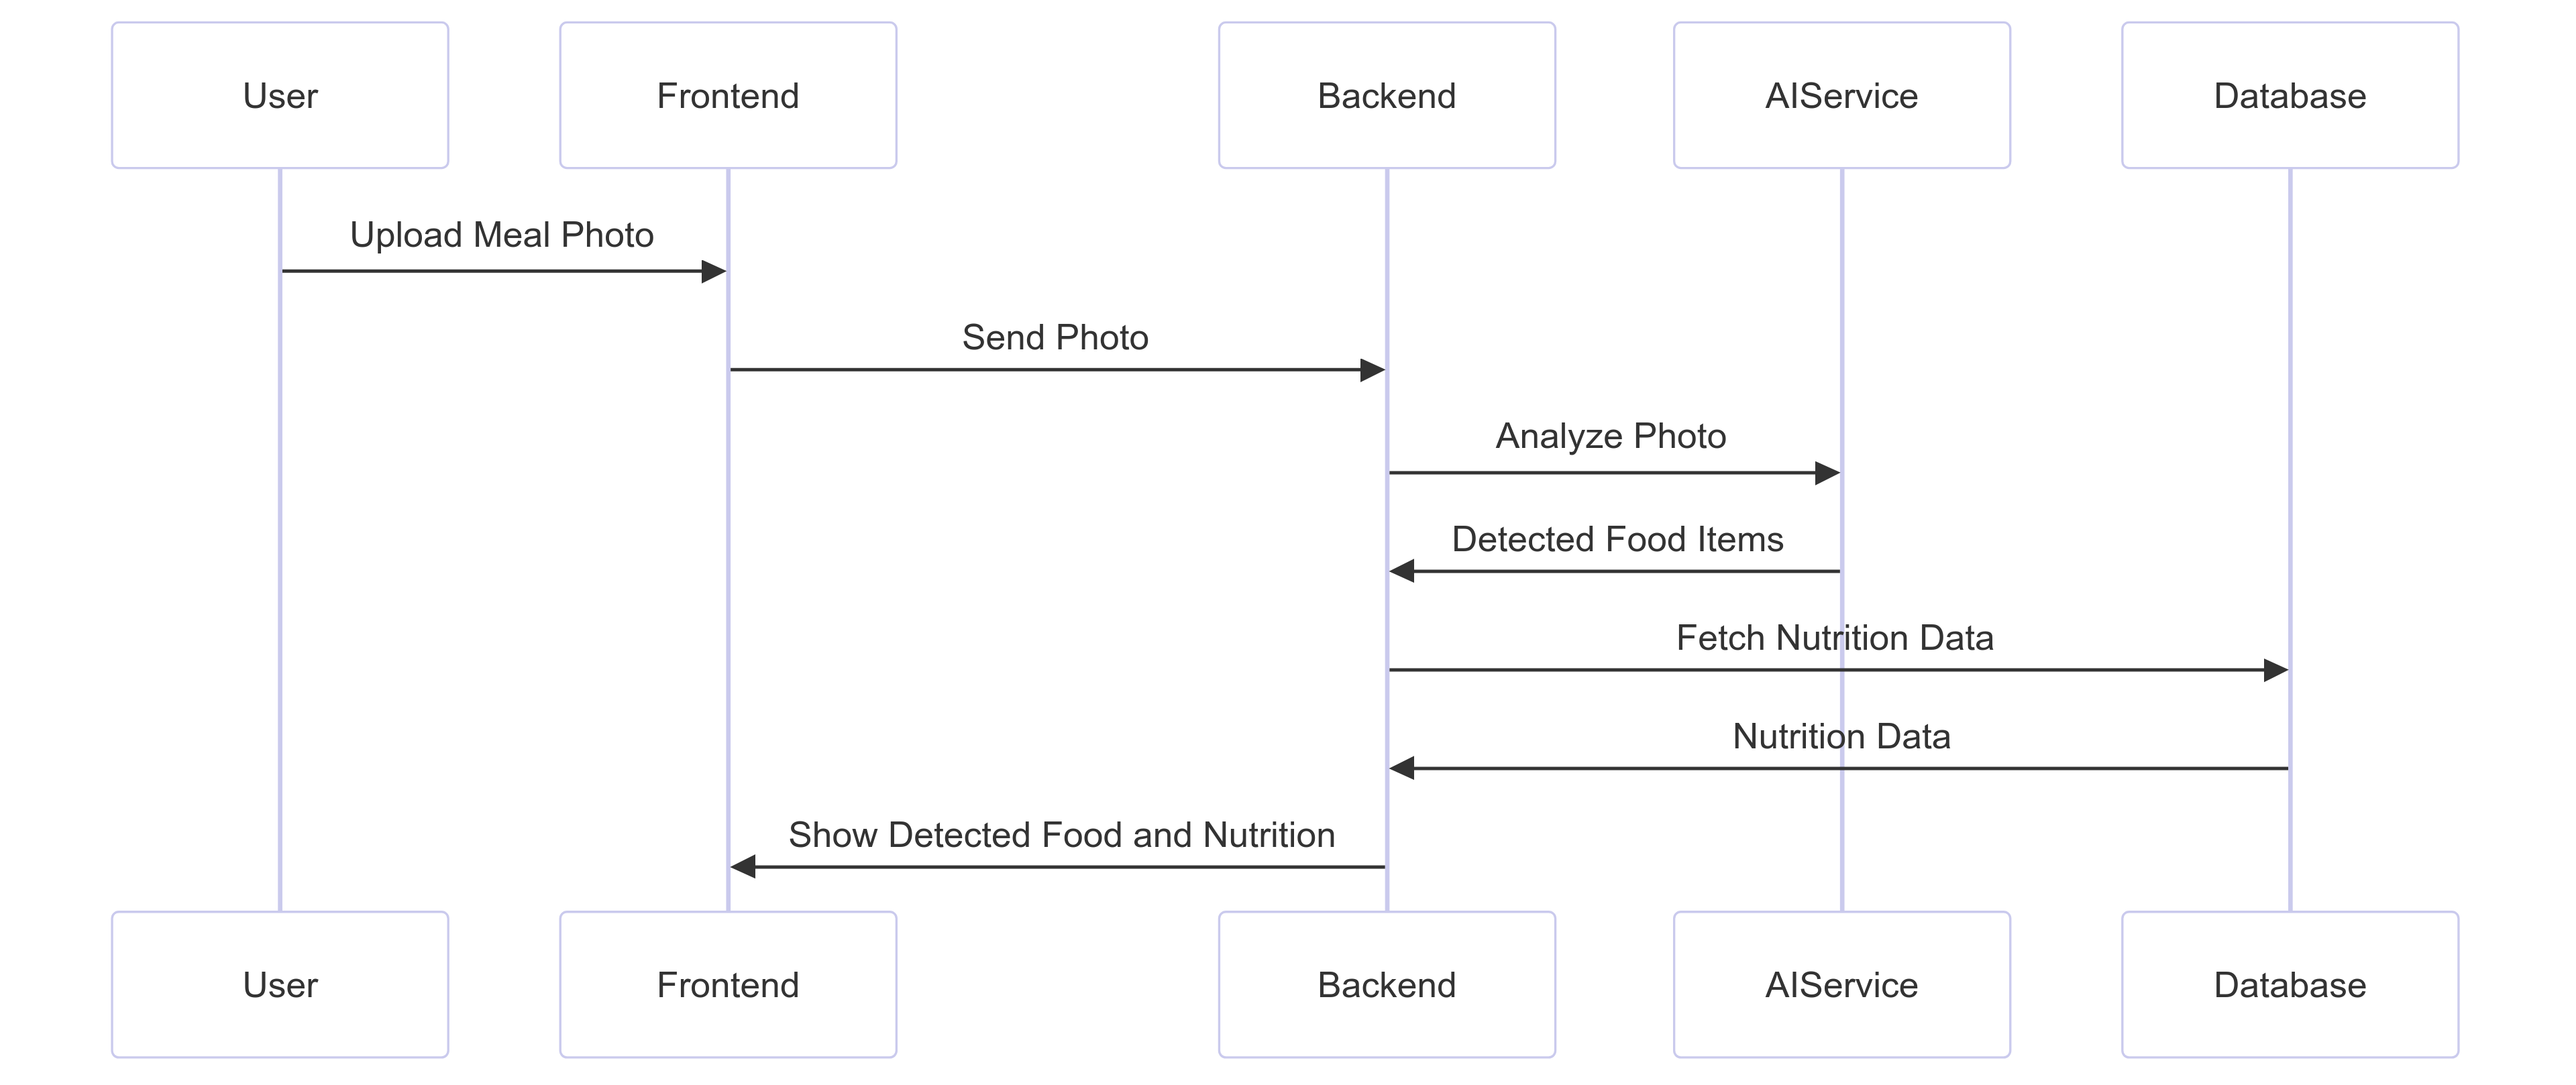 User
Frontend
Backend
AIService
Database
Upload Meal Photo
Send Photo
Analyze Photo
Detected Food Items
Fetch Nutrition Data
Nutrition Data
Show Detected Food and Nutrition
User
Frontend
Backend
AIService
Database